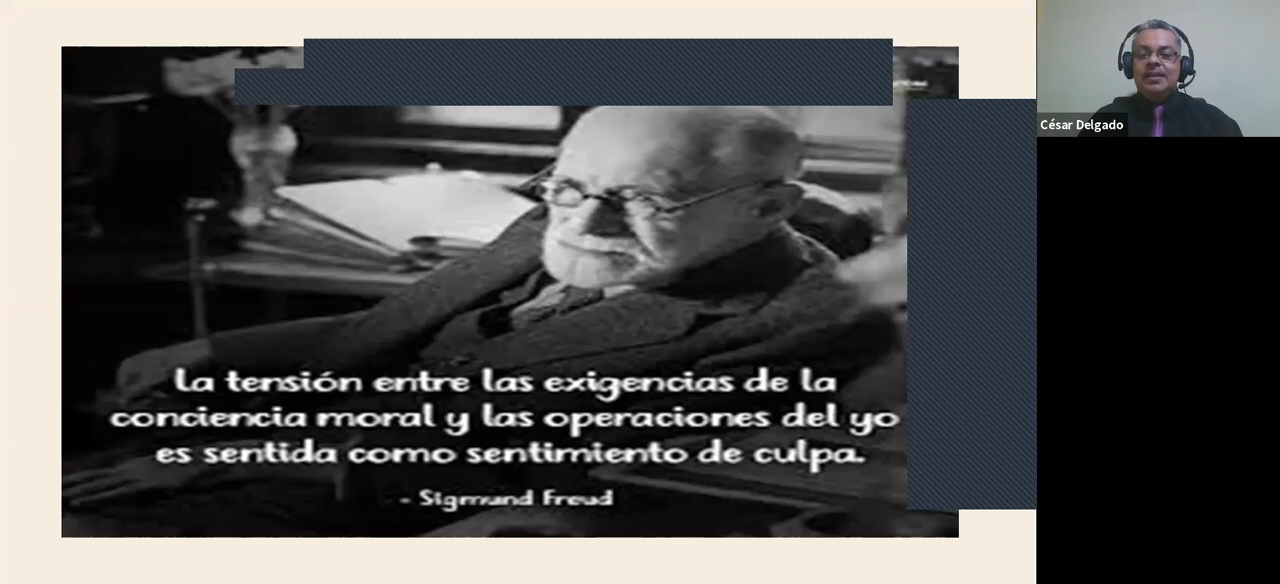 La tensión entre las exigencias de la
conciencia moral y las operaciones del yo
es sentida como sentimiento de culpa.
- Sigmund Freud
César Delgado